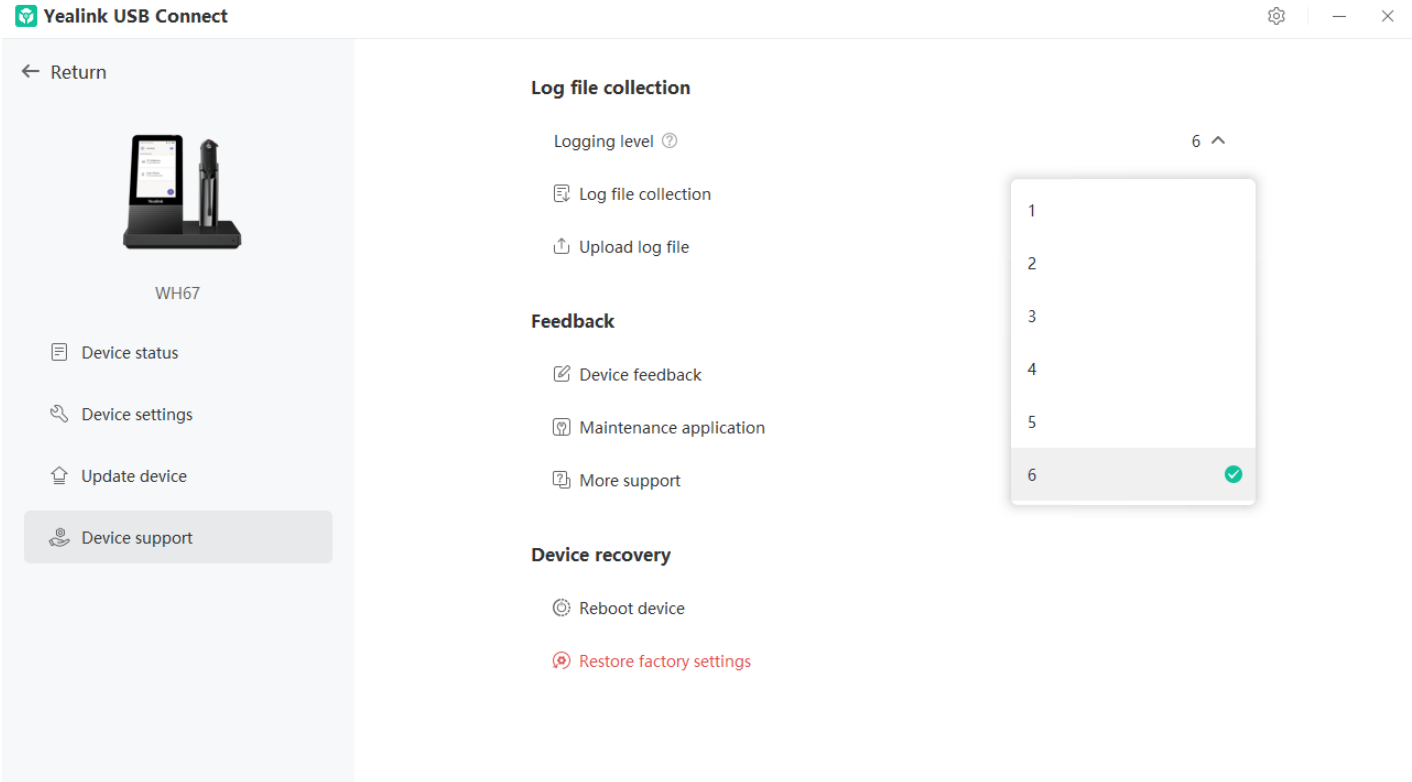 Yealink USB Connect
Return
WH67
Device status
Device settings
Update device
Device support
Log file collection
Logging level
6
Log file collection
Upload log file
1
2
3
4
5
6
Feedback
Device feedback
Maintenance application
More support
Device recovery
Reboot device
Restore factory settings